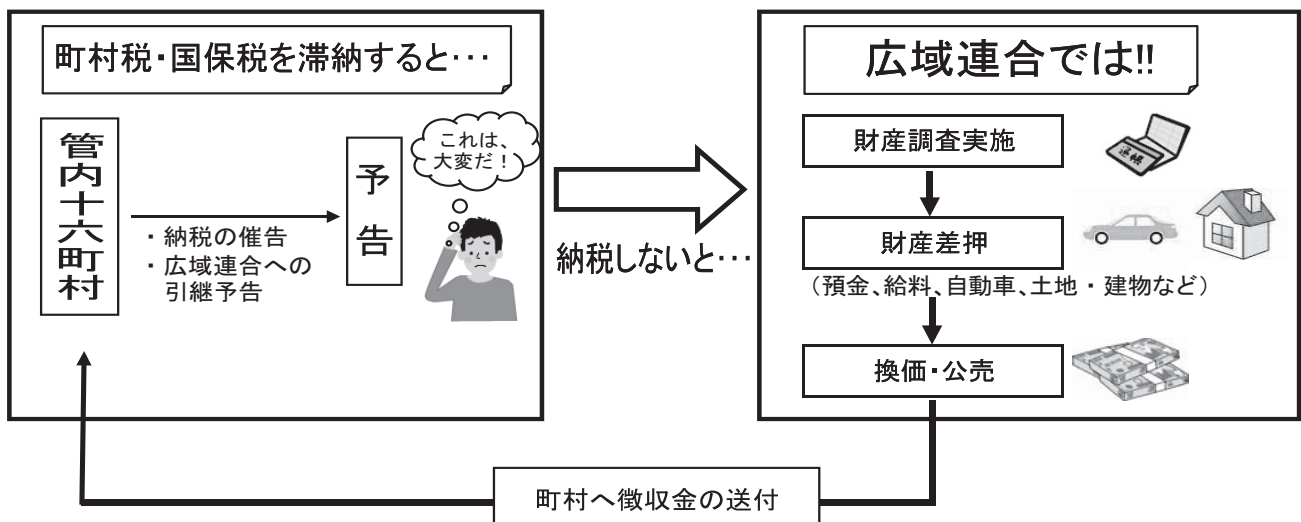 町村税・国保税を滞納すると・・・
管内十六町村
・納税の催告
・広域連合への
引継予告
予告
これは、
大変だ！
納税しないと・・・
広域連合では!!
財産調査実施
通帳
財産差押
（預金、給料、自動車、土地・建物など）
換価・公売
町村へ徴収金の送付